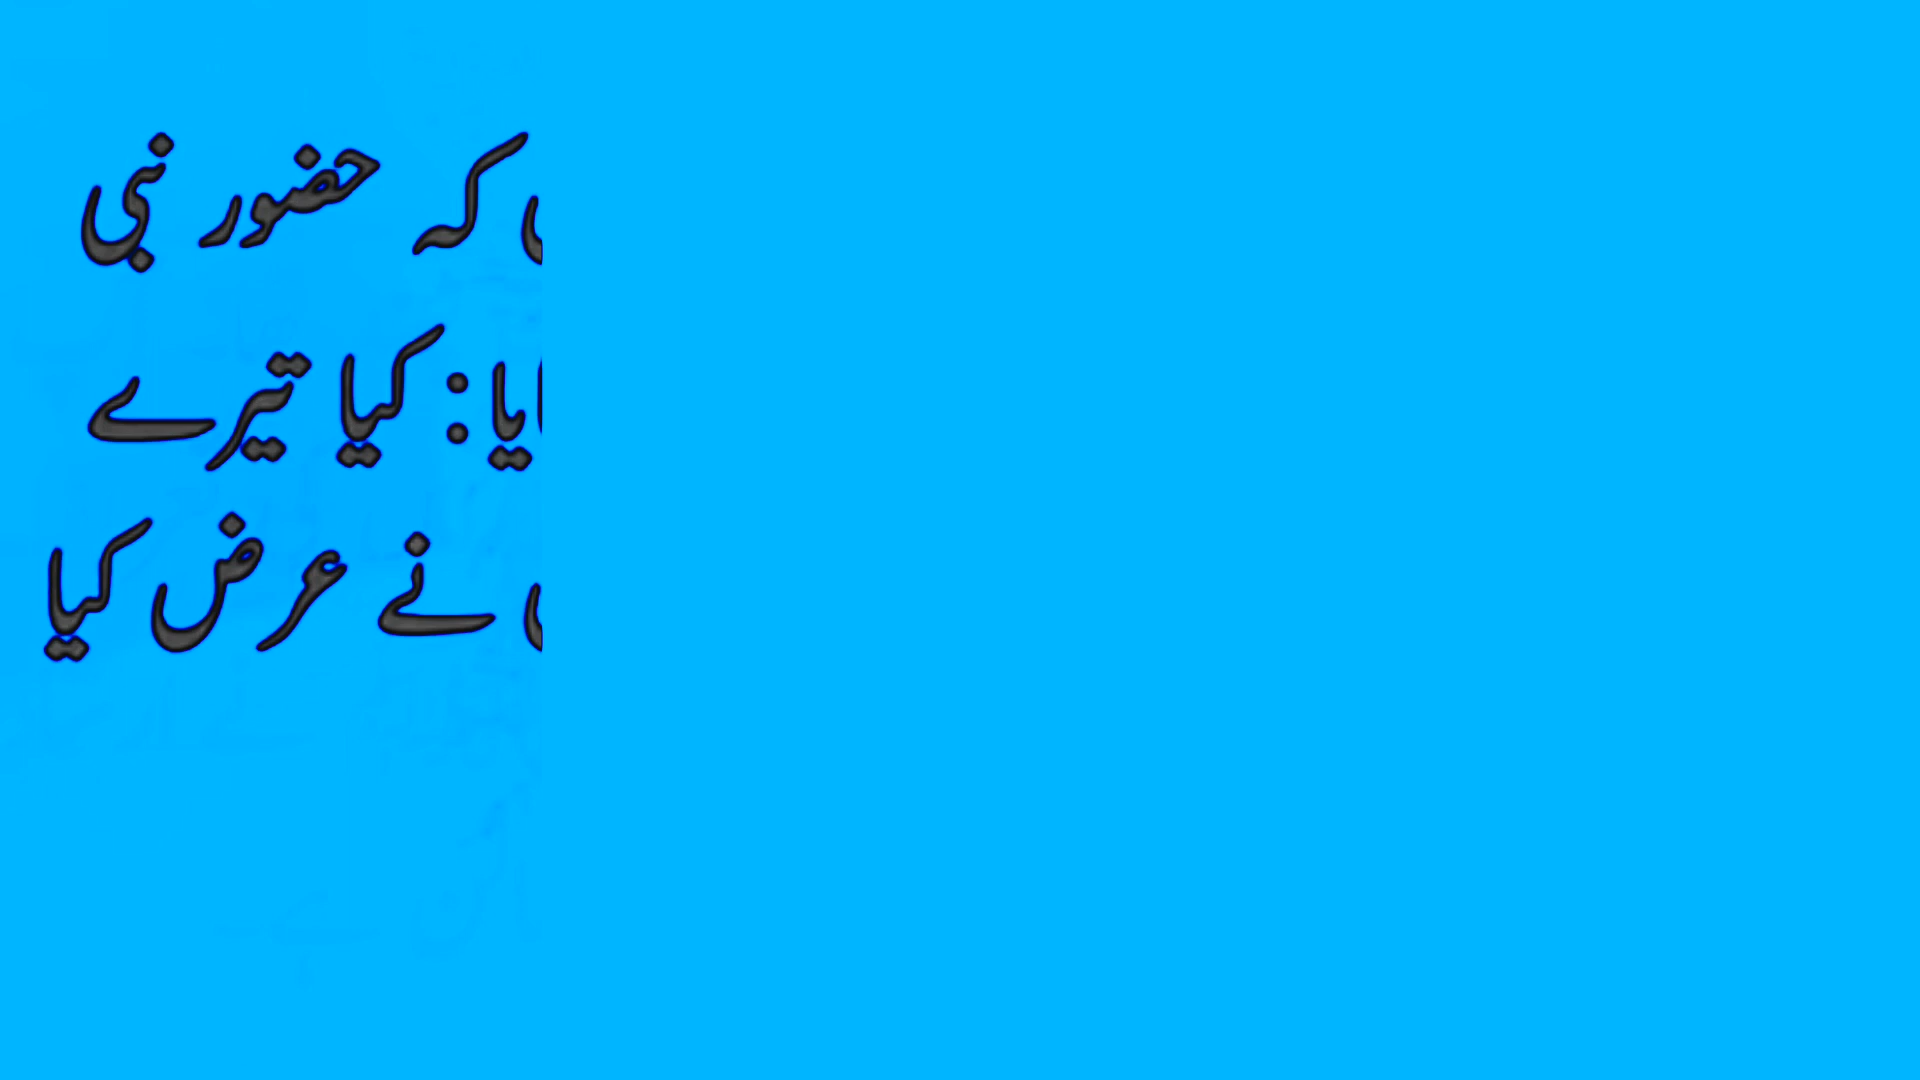 کہ حضور نبی
یا: کیا تیرے
نے عرض کیا